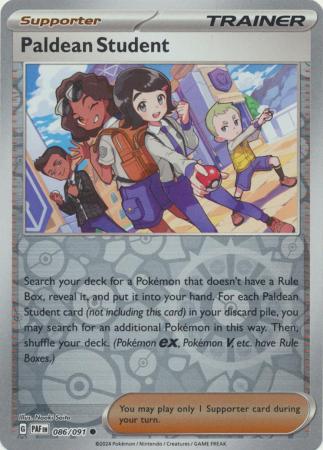 Supporter
TRAINER
Paldean Student
Search your deck for a Pokémon that doesn't have a Rule
Box, reveal it, and put it into your hand. For each Paldean
Student card (not including this card) in your discard pile, you
may search for an additional Pokémon in this way. Then,
shuffle your deck. (Pokémon ex, Pokémon V, etc. have Rule
Boxes.)
Illus. Naoki Saito
G PAF EN 086/091
You may play only 1 Supporter card during your turn.
©2024 Pokémon / Nintendo / Creatures / GAME FREAK